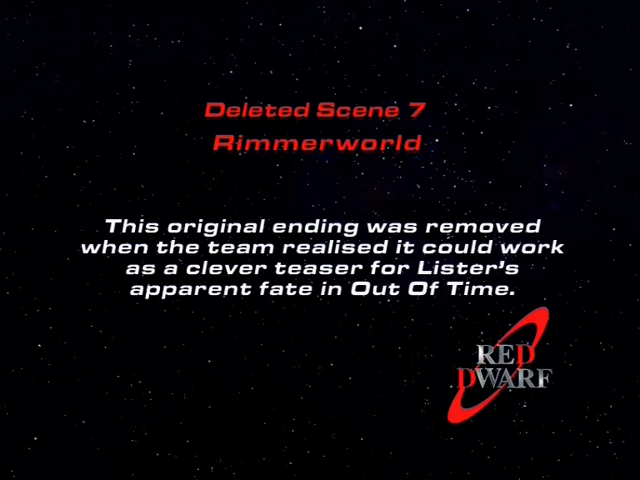 Deleted Scene 7
Rimmerworld
This original ending was removed
when the team realised it could work
as a clever teaser for Lister's
apparent fate in Out Of Time.
RED
DWARF